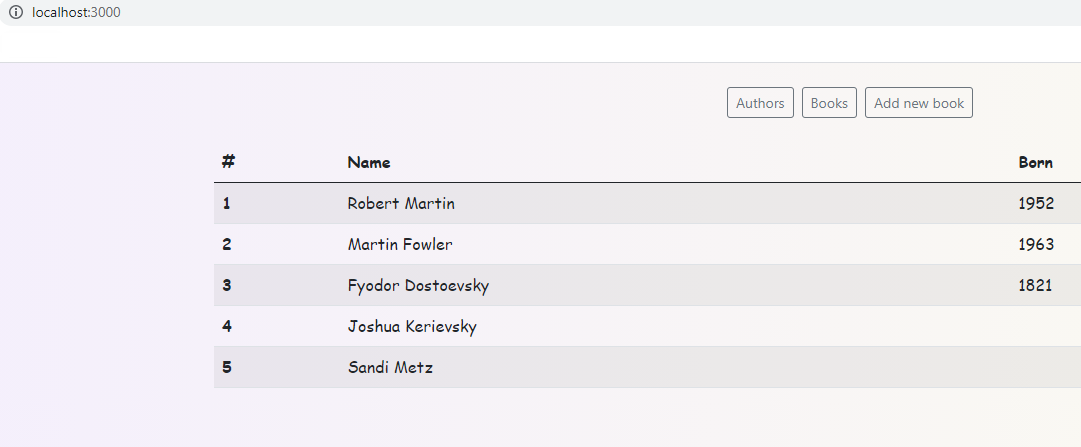 localhost:3000
Authors Books Add new book
# Name Born
1 Robert Martin 1952
2 Martin Fowler 1963
3 Fyodor Dostoevsky 1821
4 Joshua Kerievsky
5 Sandi Metz